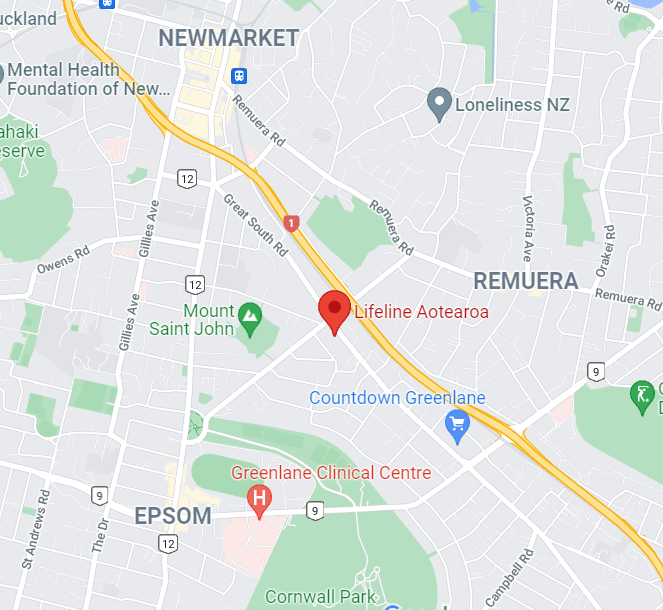 uckland
NEWMARKET
Mental Health
Foundation of New...
Remuera Rd
Loneliness NZ
ahaki
eserve
12
Great South Rd
Gillies Ave
1
Remuera Rd
Victoria Ave
Orakei Rd
Owens Rd
12
REMUERA
Remuera Rd
Gillies Ave
Mount
Saint John
Lifeline Aotearoa
9
Countdown Greenlane
Greenlane Clinical Centre
H
9
EPSOM
9
St Andrews Rd
The Dr
12
Campbell Rd
Cornwall Park